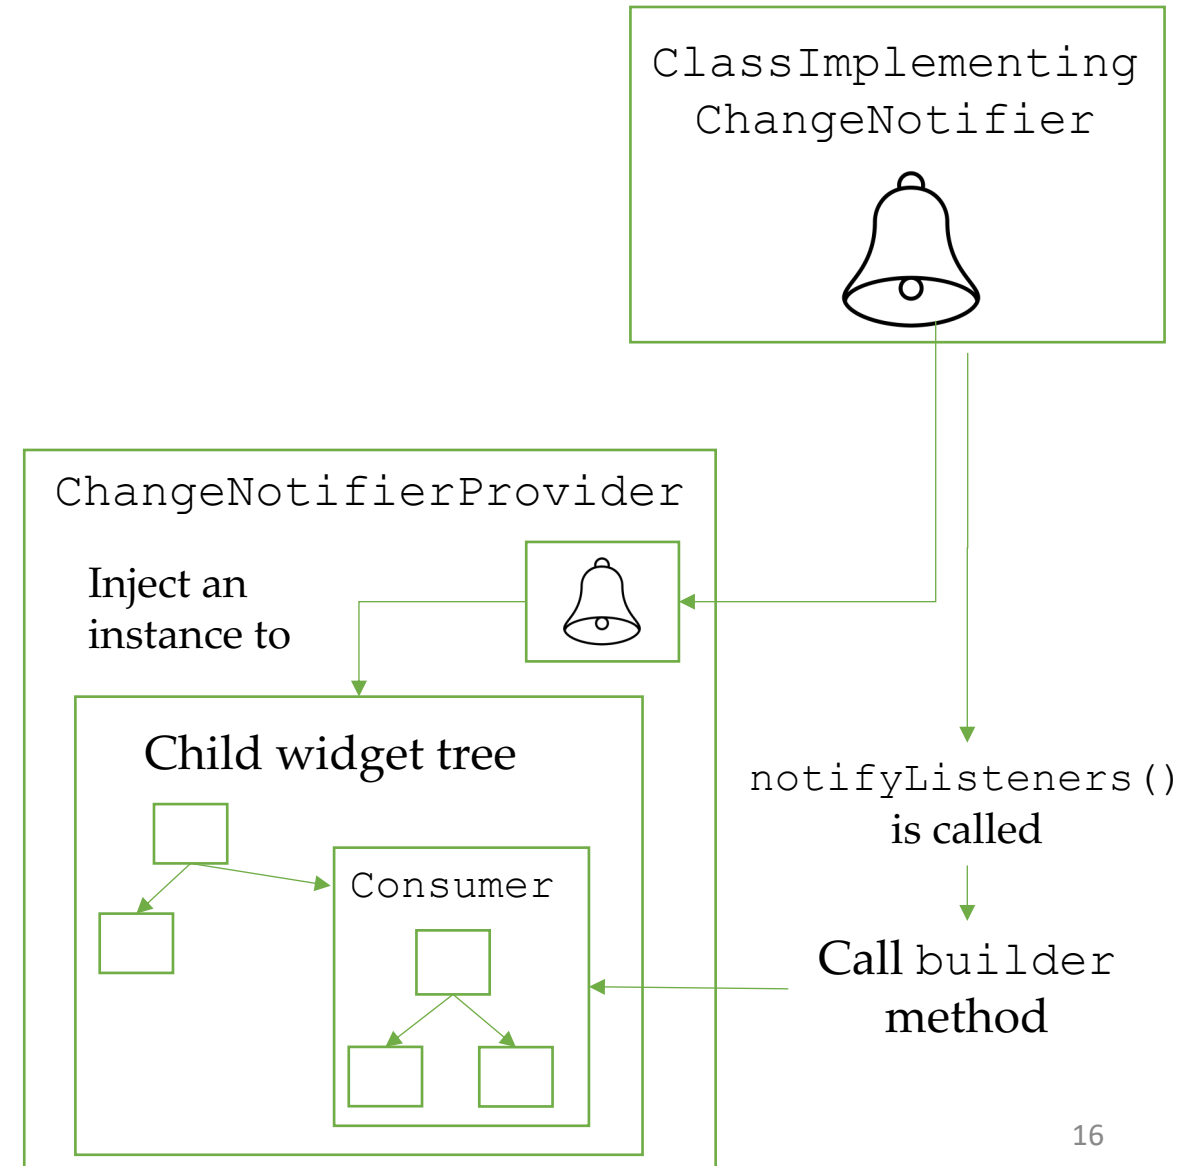 ClassImplementing
ChangeNotifier
ChangeNotifierProvider
Inject an
instance to
Child widget tree
notifyListeners()
is called
Consumer
Call builder
method
16